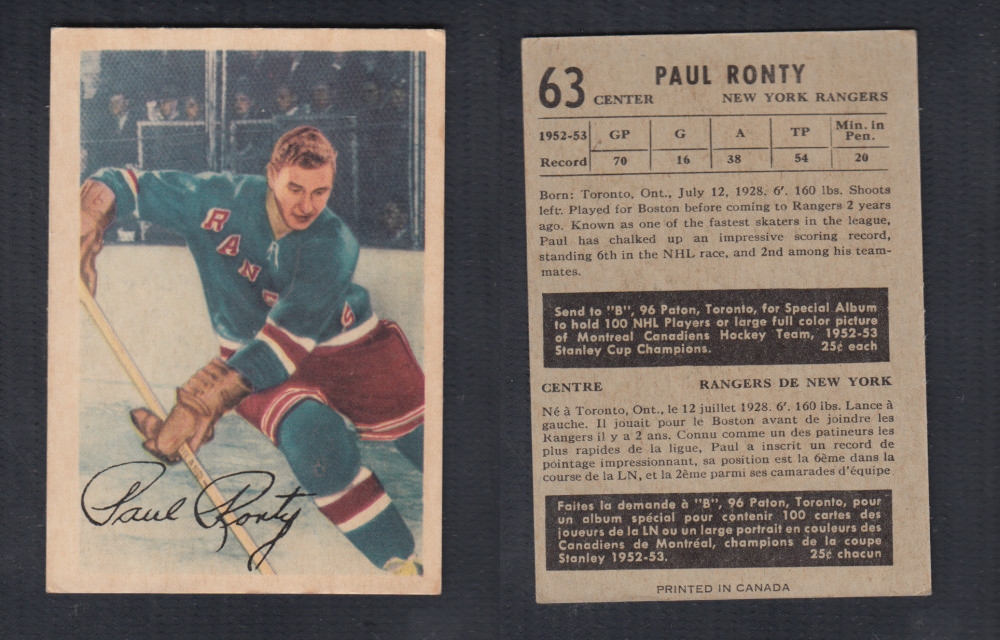 RANGERS
Paul Ronty
63 PAUL RONTY
CENTER NEW YORK RANGERS
1952-53 GP G A TP Min. in Pen.
Record 70 16 38 54 20
Born: Toronto, Ont., July 12, 1928. 6'. 160 lbs. Shoots
left. Played for Boston before coming to Rangers 2 years
ago. Known as one of the fastest skaters in the league,
Paul has chalked up an impressive scoring record,
standing 6th in the NHL race, and 2nd among his team-
mates.
Send to "B", 96 Paton, Toronto, for Special Album
to hold 100 NHL Players or large full color picture
of Montreal Canadiens Hockey Team, 1952-53
Stanley Cup Champions. 25¢ each
CENTRE RANGERS DE NEW YORK
Né à Toronto, Ont., le 12 juillet 1928. 6'. 160 lbs. Lance à
gauche. Il jouait pour le Boston avant de joindre les
Rangers il y a 2 ans. Connu comme un des patineurs les
plus rapides de la ligue, Paul a inscrit un record de
pointage impressionnant, sa position est la 6ème dans la
course de la LN, et la 2ème parmi ses camarades d'équipe
Faites la demande à "B", 96 Paton, Toronto, pour
un album spécial pour contenir 100 cartes des
joueurs de la LN ou un large portrait en couleurs des
Canadiens de Montréal, champions de la coupe
Stanley 1952-53. 25¢ chacun
PRINTED IN CANADA